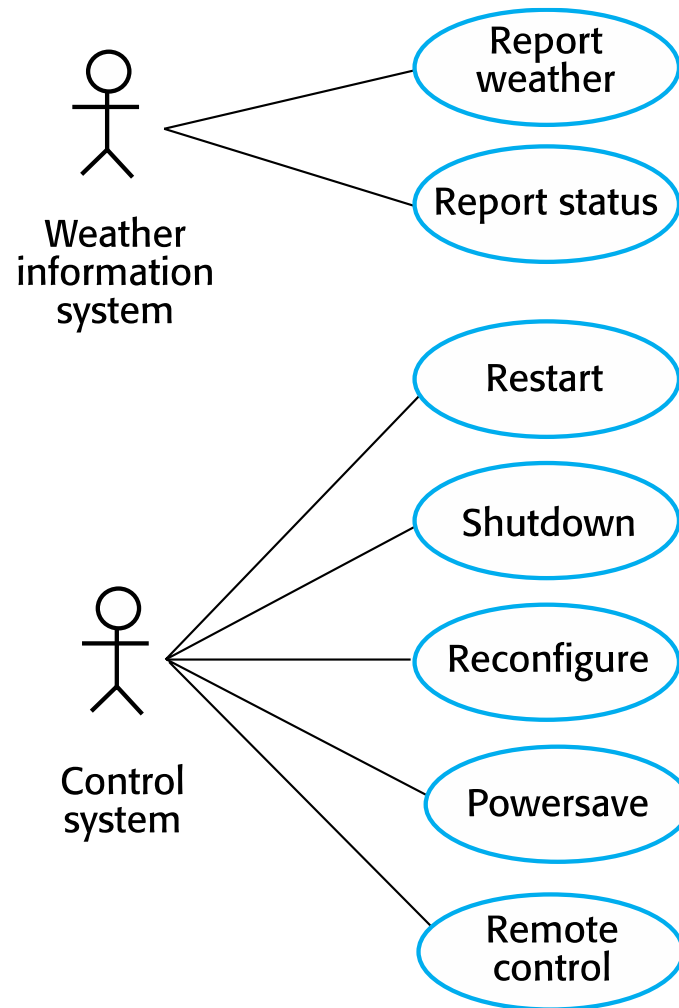 Report
weather
Report status
Weather
information
system
Restart
Shutdown
Reconfigure
Control
system
Powersave
Remote
control